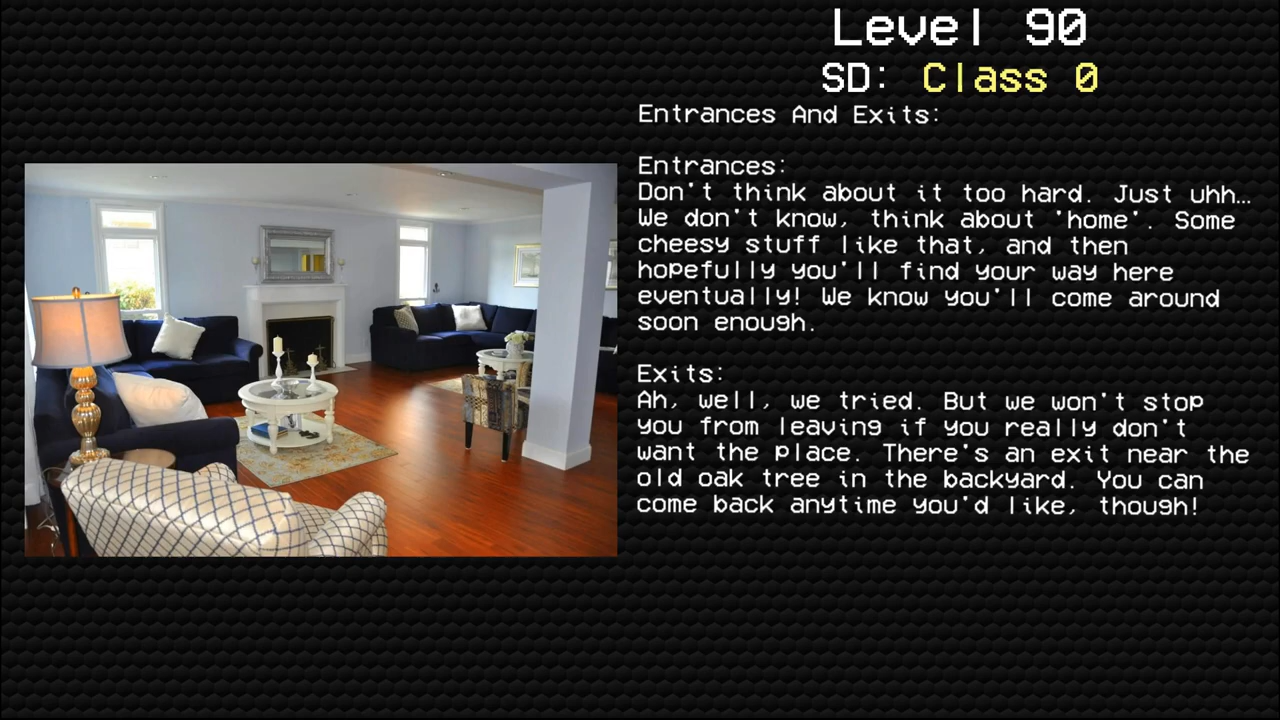 Level 90
SD: Class 0
Entrances And Exits:
Entrances:
Don't think about it too hard. Just uhh…
We don't know, think about 'home'. Some
cheesy stuff like that, and then
hopefully you'll find your way here
eventually! We know you'll come around
soon enough.
Exits:
Ah, well, we tried. But we won't stop
you from leaving if you really don't
want the place. There's an exit near the
old oak tree in the backyard. You can
come back anytime you'd like, though!